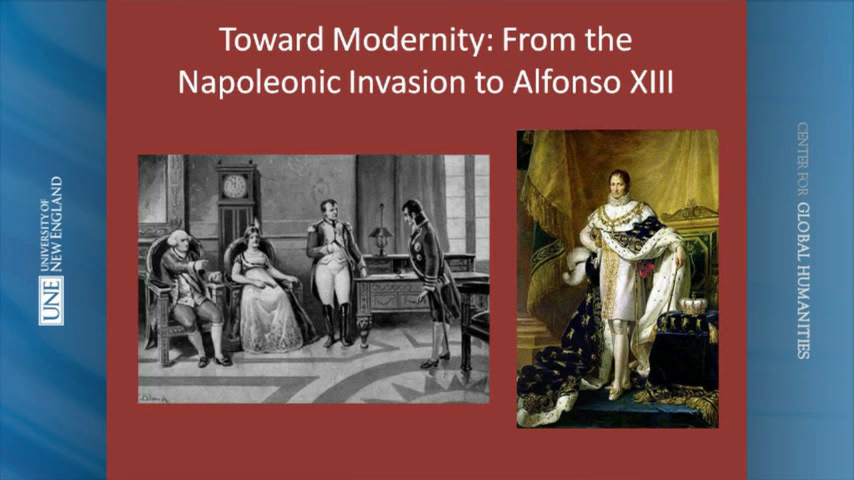 Toward Modernity: From the
Napoleonic Invasion to Alfonso XIII
UNE
UNIVERSITY OF
NEW ENGLAND
CENTER FOR GLOBAL HUMANITIES